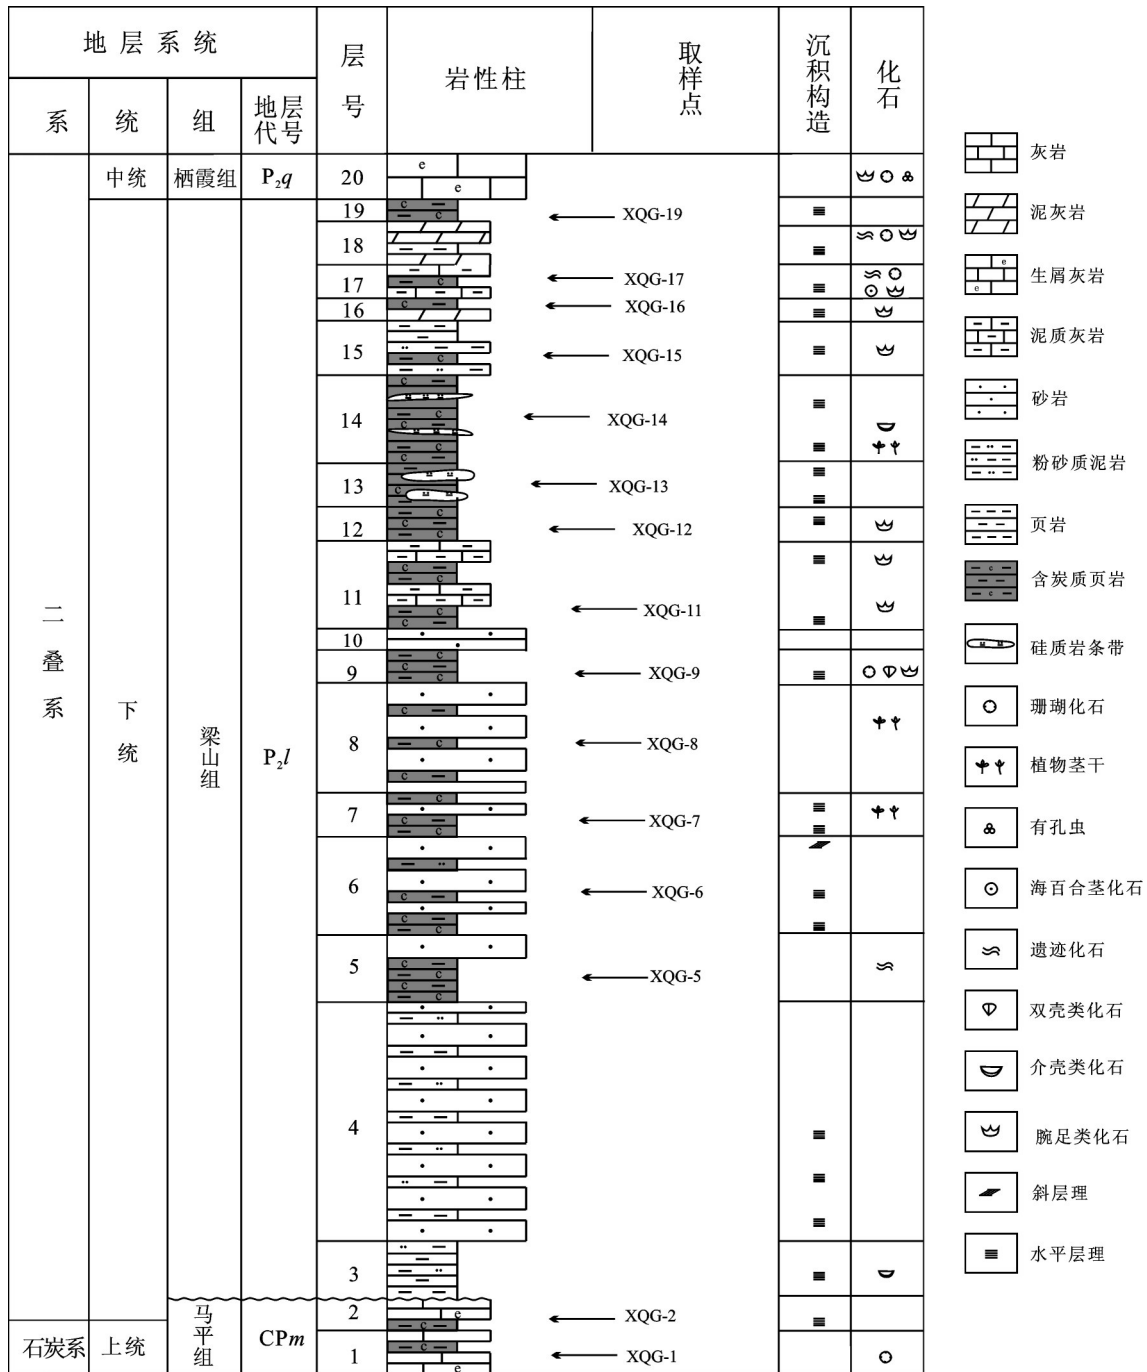 地层系统
层号
岩性柱
取样点
沉积构造
化石
系
统
组
地层代号
中统
栖霞组
P₂q
20
19
XQG-19
18
17
XQG-17
16
XQG-16
15
XQG-15
14
XQG-14
13
XQG-13
12
XQG-12
11
XQG-11
10
9
XQG-9
8
XQG-8
7
XQG-7
6
XQG-6
5
XQG-5
4
3
2
XQG-2
1
XQG-1
二叠系
下统
梁山组
P₂l
石炭系
上统
马平组
CPm
灰岩
泥灰岩
生屑灰岩
泥质灰岩
砂岩
粉砂质泥岩
页岩
含炭质页岩
硅质岩条带
珊瑚化石
植物茎干
有孔虫
海百合茎化石
遗迹化石
双壳类化石
介壳类化石
腕足类化石
斜层理
水平层理